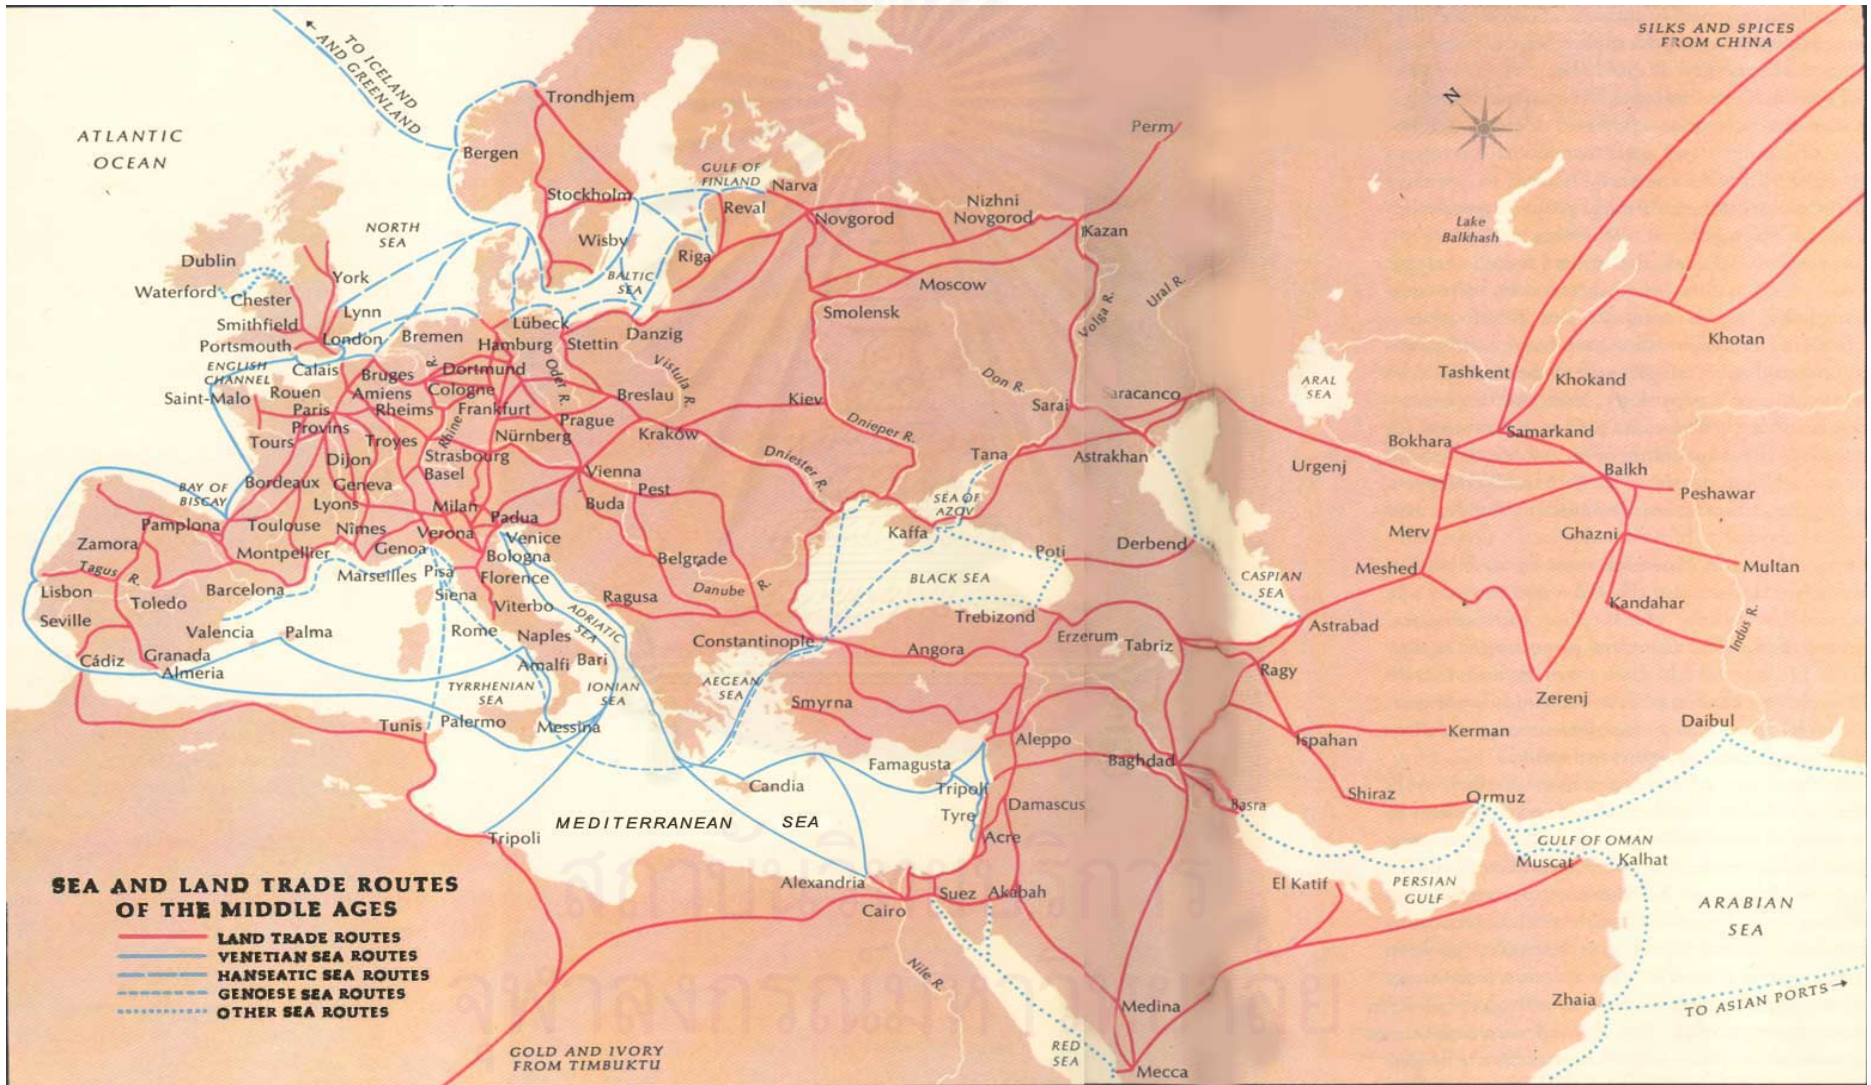 SILKS AND SPICES
FROM CHINA
TO ICELAND
AND GREENLAND
ATLANTIC
OCEAN
Trondhjem
Bergen
Perm
N
GULF OF
FINLAND
Narva
Stockholm
Reval
Novgorod
Nizhni
Novgorod
Kazan
Lake
Balkhash
NORTH
SEA
Wisby
Riga
BALTIC
SEA
Dublin
Waterford
York
Chester
Lynn
Smithfield
London
Portsmouth
ENGLISH
CHANNEL
Calais
Bremen
Lübeck
Hamburg
Stettin
Danzig
Smolensk
Moscow
Volga R.
Ural R.
Khotan
Tashkent
Khokand
ARAL
SEA
Saint-Malo
Rouen
Bruges
Amiens
R.
Dortmund
Cologne
Oder R.
Vistula R.
Breslau
Paris
Rheims
Frankfurt
Provins
Prague
Kiev
Don R.
Sarai
Saracanco
Tours
Troyes
Rhine
Nürnberg
Krakow
Dnieper R.
Dijon
Strasbourg
Basel
Dniester R.
Tana
Astrakhan
Urgenj
Bokhara
Samarkand
Balkh
Peshawar
BAY OF
BISCAY
Bordeaux
Geneva
Vienna
Pest
Buda
Lyons
Milan
Padua
SEA OF
AZOV
Pamplona
Toulouse
Nîmes
Verona
Venice
Kaffa
Zamora
Montpellier
Genoa
Bologna
Belgrade
Poti
Derbend
Merv
Ghazni
Tagus R.
Marseilles
Pisa
Florence
BLACK SEA
CASPIAN
SEA
Meshed
Multan
Lisbon
Toledo
Barcelona
Siena
Viterbo
Ragusa
Danube R.
Trebizond
Kandahar
Seville
Valencia
Palma
Rome
Naples
ADRIATIC
SEA
Constantinople
Angora
Erzerum
Tabriz
Astrabad
Indus R.
Cádiz
Granada
Almeria
Amalfi
Bari
Ragy
TYRRHENIAN
SEA
IONIAN
SEA
AEGEAN
SEA
Smyrna
Zerenj
Tunis
Palermo
Messina
Aleppo
Ispahan
Kerman
Daibul
Famagusta
Baghdad
Candia
Tripoli
Damascus
Basra
Shiraz
Ormuz
Tyre
MEDITERRANEAN SEA
Tripoli
Acre
GULF OF OMAN
Muscat
Kalhat
Alexandria
Suez
Akabah
El Katif
PERSIAN
GULF
Cairo
ARABIAN
SEA
SEA AND LAND TRADE ROUTES
OF THE MIDDLE AGES
LAND TRADE ROUTES
VENETIAN SEA ROUTES
HANSEATIC SEA ROUTES
GENOESE SEA ROUTES
OTHER SEA ROUTES
Nile R.
Medina
Zhaia
TO ASIAN PORTS
GOLD AND IVORY
FROM TIMBUKTU
RED
SEA
Mecca